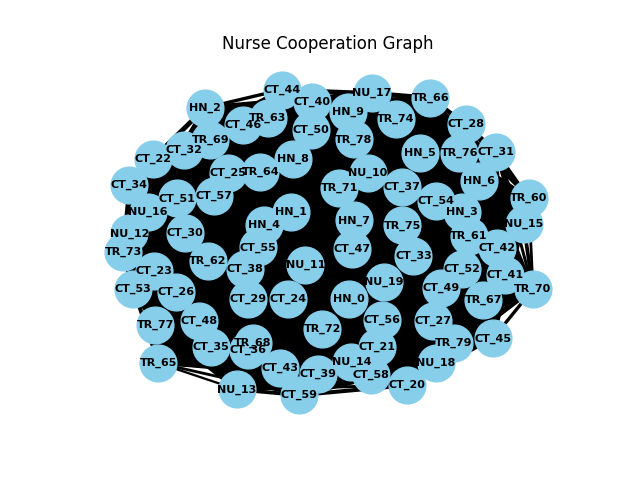 Nurse Cooperation Graph
CT_44
NU_17
TR_66
HN_2
CT_40
HN_9
TR_63
TR_74
CT_46
CT_28
CT_50
TR_69
TR_78
CT_32
HN_5
TR_76
CT_31
CT_22
HN_8
CT_25
TR_64
NU_10
HN_6
CT_34
TR_71
CT_37
CT_57
CT_51
TR_60
CT_54
NU_16
HN_1
HN_3
HN_4
HN_7
TR_75
NU_15
NU_12
CT_30
TR_61
CT_55
CT_47
CT_42
TR_73
CT_33
TR_62
NU_11
CT_38
CT_52
CT_23
CT_41
NU_19
CT_53
CT_49
TR_70
CT_26
CT_29
CT_24
HN_0
TR_67
CT_48
CT_56
CT_27
TR_77
TR_72
CT_45
TR_68
TR_79
CT_35
CT_36
CT_21
TR_65
NU_14
NU_18
CT_43
CT_39
CT_58
CT_20
NU_13
CT_59